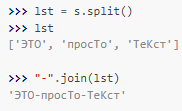 >>> lst = s.split()
>>> lst
['ЭТО', 'просТо', 'ТеКст']
>>> "-".join(lst)
'ЭТО-просТо-ТеКст'